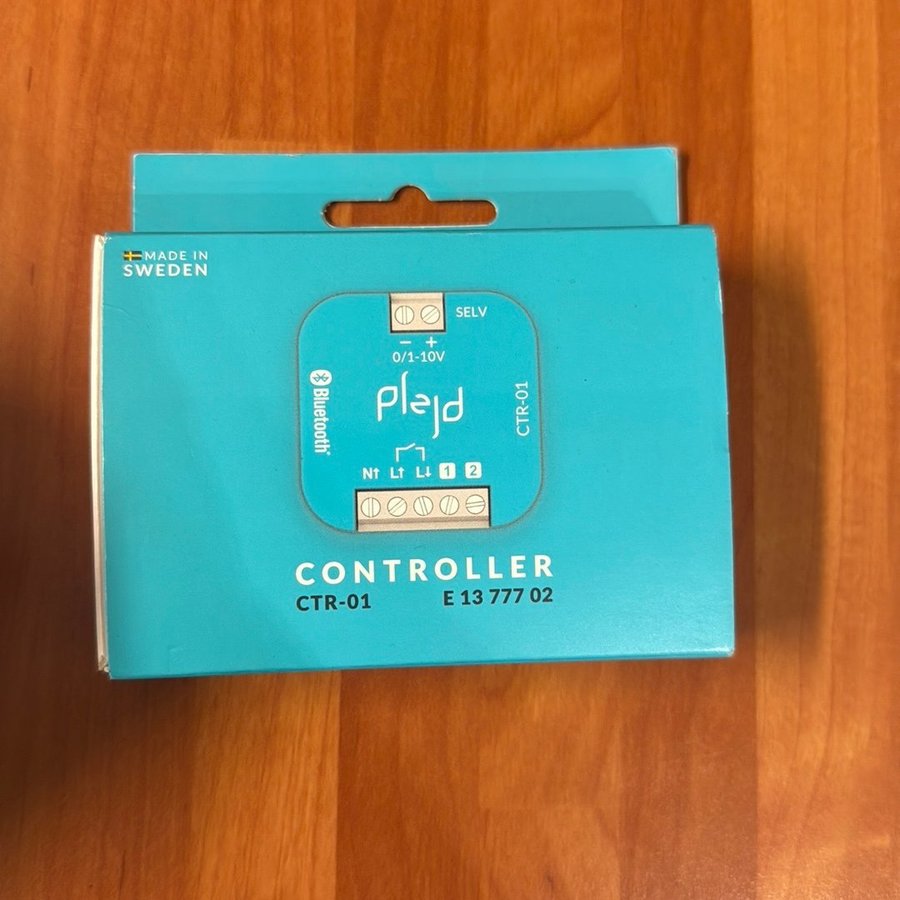 MADE IN
SWEDEN
SELV
− +
0/1-10V
Bluetooth®
plejd
CTR-01
N↑ L↑ L↓ 1 2
CONTROLLER
CTR-01 E 13 777 02